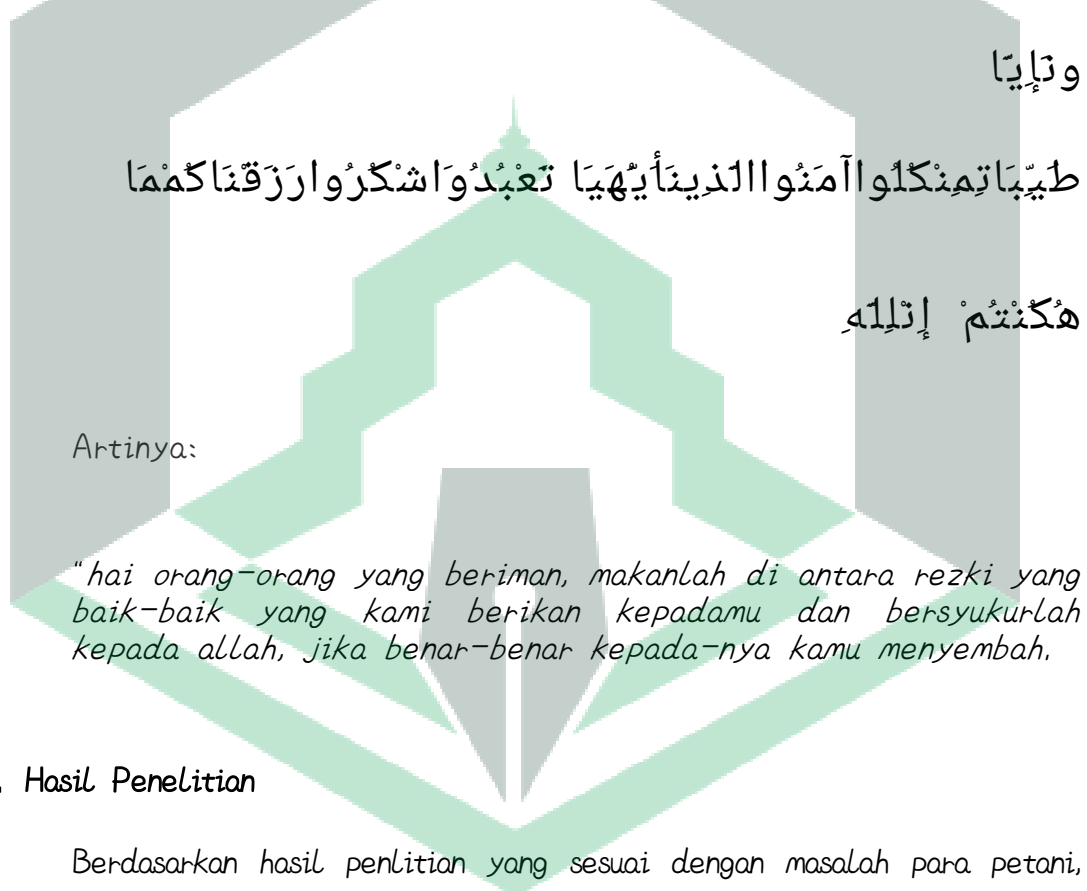 ونَإِيَّا
طَيِّبَاتِمِنْكُلُواآمَنُوااالَّذِينَأَيُّهَيَا تَعْبُدُوَاشْكُرُوارَزَقْنَاكُمْمَا
هُكُنْتُمْ إِنْلِلَّهِ
Artinya:
"hai orang-orang yang beriman, makanlah di antara rezki yang
baik-baik yang kami berikan kepadamu dan bersyukurlah
kepada allah, jika benar-benar kepada-nya kamu menyembah.
. Hasil Penelitian
Berdasarkan hasil penlitian yang sesuai dengan masalah para petani,